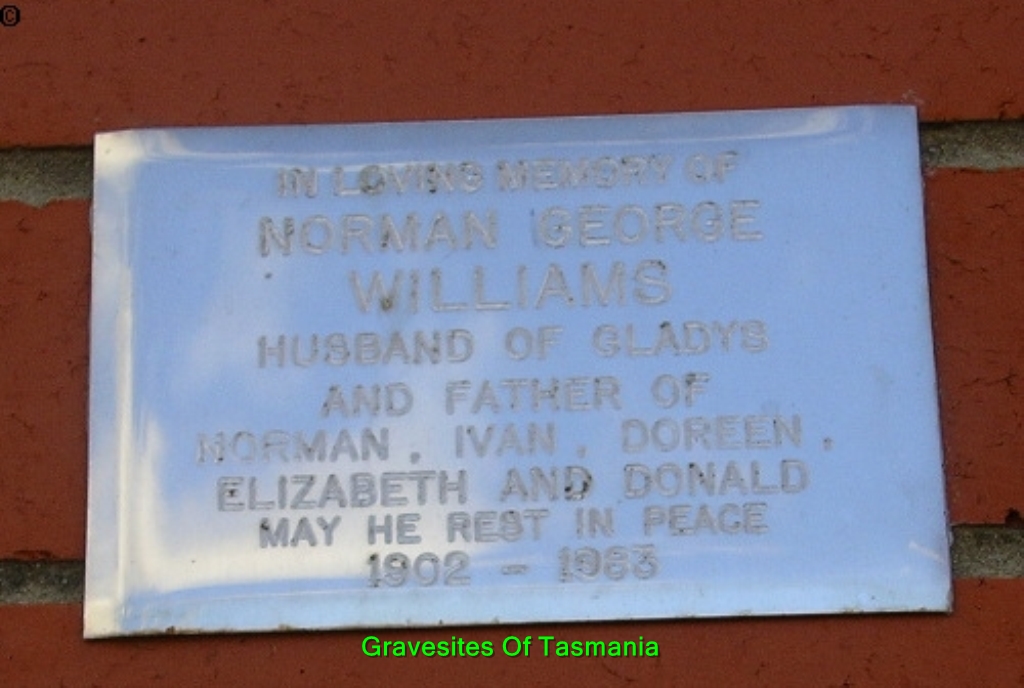 ©
IN LOVING MEMORY OF
NORMAN GEORGE
WILLIAMS
HUSBAND OF GLADYS
AND FATHER OF
NORMAN, IVAN, DOREEN,
ELIZABETH AND DONALD
MAY HE REST IN PEACE
1902 -
Gravesites Of Tasmania